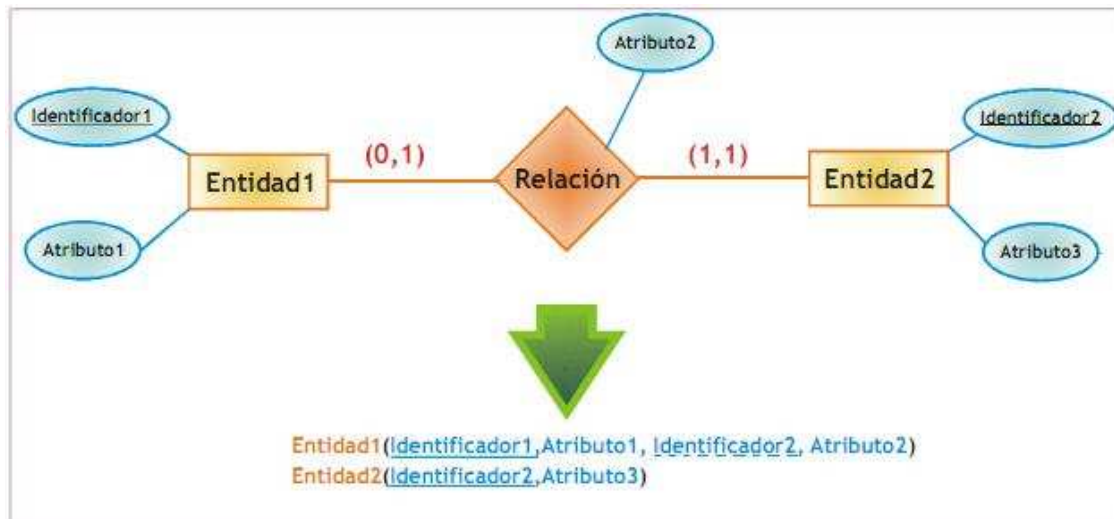 Atributo2
Identificador1
Identificador2
(0,1)
(1,1)
Entidad1
Relación
Entidad2
Atributo1
Atributo3
Entidad1(Identificador1,Atributo1, Identificador2, Atributo2)
Entidad2(Identificador2,Atributo3)